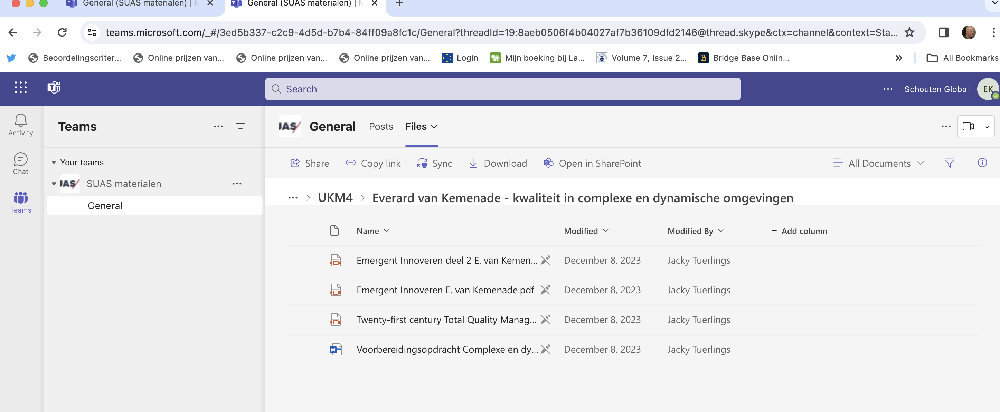 General (SUAS materialen) |
General (SUAS materialen) |
teams.microsoft.com/_#/3ed5b337-c2c9-4d5d-b7b4-84ff09a8fc1c/General?threadId=19:8aeb0506f4b04027af7b36109dfd2146@thread.skype&ctx=channel&context=Sta...
Beoordelingscriter... Online prijzen van... Online prijzen van... Online prijzen van... Login Mijn boeking bij La... Volume 7, Issue 2... Bridge Base Onlin... » All Bookmarks
Search
Schouten Global EK
Activity
Chat
Teams
Teams
Your teams
JAS SUAS materialen
General
JAS General Posts Files
Share Copy link Sync Download Open in SharePoint All Documents
... > UKM4 > Everard van Kemenade - kwaliteit in complexe en dynamische omgevingen
Name Modified Modified By + Add column
Emergent Innoveren deel 2 E. van Kemen... December 8, 2023 Jacky Tuerlings
Emergent Innoveren E. van Kemenade.pdf December 8, 2023 Jacky Tuerlings
Twenty-first century Total Quality Manag... December 8, 2023 Jacky Tuerlings
Voorbereidingsopdracht Complexe en dy... December 8, 2023 Jacky Tuerlings